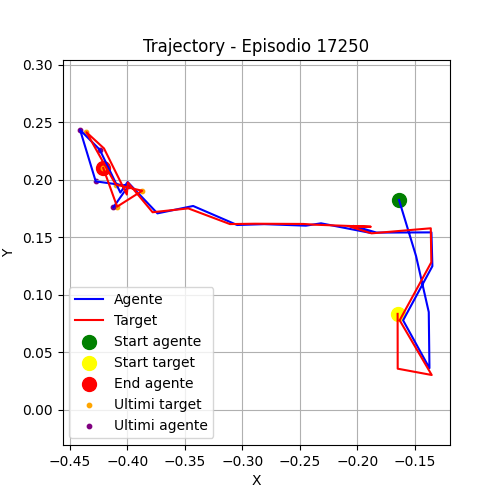 Trajectory - Episodio 17250
0.30
0.25
0.20
0.15
0.10
0.05
0.00
Y
Agente
Target
Start agente
Start target
End agente
Ultimi target
Ultimi agente
−0.45 −0.40 −0.35 −0.30 −0.25 −0.20 −0.15
X